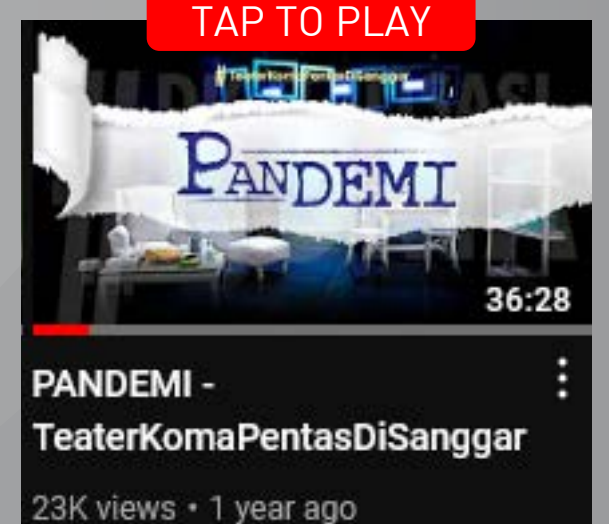 TAP TO PLAY
#TeaterKomaPentasDiSanggar
PANDEMI
36:28
PANDEMI -
TeaterKomaPentasDiSanggar
23K views • 1 year ago